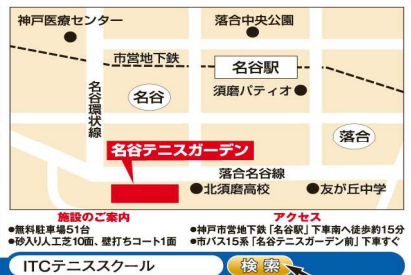 神戸医療センター
落合中央公園
市営地下鉄
名谷駅
名谷環状線
名谷
須磨パティオ
落合
名谷テニスガーデン
落合名谷線
北須磨高校
友が丘中学
施設のご案内
●無料駐車場51台
●砂入り人工芝10面、壁打ちコート1面
アクセス
●神戸市営地下鉄「名谷駅」下車南へ徒歩約15分
●市バス15系「名谷テニスガーデン前」下車すぐ
ITCテニススクール 検索